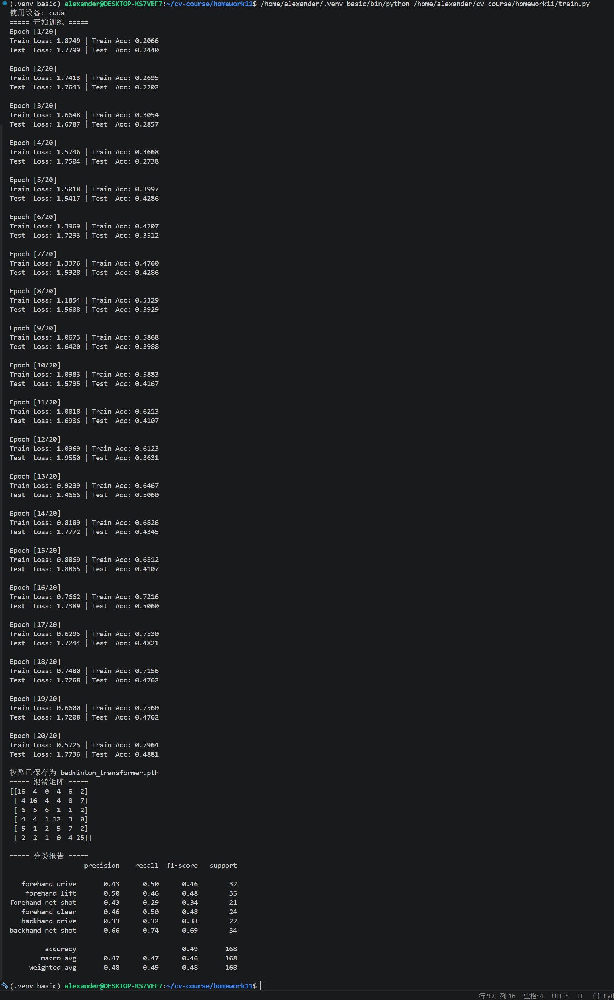 (.venv-basic) alexander@DESKTOP-KS7VEF7:~/cv-course/homework11$ /home/alexander/.venv-basic/bin/python /home/alexander/cv-course/homework11/train.py
使用设备: cuda
===== 开始训练 =====
Epoch [1/20]
Train Loss: 1.8749 | Train Acc: 0.2066
Test  Loss: 1.7799 | Test  Acc: 0.2440

Epoch [2/20]
Train Loss: 1.7413 | Train Acc: 0.2695
Test  Loss: 1.7643 | Test  Acc: 0.2202

Epoch [3/20]
Train Loss: 1.6648 | Train Acc: 0.3054
Test  Loss: 1.6787 | Test  Acc: 0.2857

Epoch [4/20]
Train Loss: 1.5746 | Train Acc: 0.3668
Test  Loss: 1.7504 | Test  Acc: 0.2738

Epoch [5/20]
Train Loss: 1.5018 | Train Acc: 0.3997
Test  Loss: 1.5417 | Test  Acc: 0.4286

Epoch [6/20]
Train Loss: 1.3969 | Train Acc: 0.4207
Test  Loss: 1.7293 | Test  Acc: 0.3512

Epoch [7/20]
Train Loss: 1.3376 | Train Acc: 0.4760
Test  Loss: 1.5328 | Test  Acc: 0.4286

Epoch [8/20]
Train Loss: 1.1854 | Train Acc: 0.5329
Test  Loss: 1.5608 | Test  Acc: 0.3929

Epoch [9/20]
Train Loss: 1.0673 | Train Acc: 0.5868
Test  Loss: 1.6420 | Test  Acc: 0.3988

Epoch [10/20]
Train Loss: 1.0983 | Train Acc: 0.5883
Test  Loss: 1.5795 | Test  Acc: 0.4167

Epoch [11/20]
Train Loss: 1.0018 | Train Acc: 0.6213
Test  Loss: 1.6936 | Test  Acc: 0.4107

Epoch [12/20]
Train Loss: 1.0369 | Train Acc: 0.6123
Test  Loss: 1.9550 | Test  Acc: 0.3631

Epoch [13/20]
Train Loss: 0.9239 | Train Acc: 0.6467
Test  Loss: 1.4666 | Test  Acc: 0.5060

Epoch [14/20]
Train Loss: 0.8189 | Train Acc: 0.6826
Test  Loss: 1.7772 | Test  Acc: 0.4345

Epoch [15/20]
Train Loss: 0.8869 | Train Acc: 0.6512
Test  Loss: 1.8865 | Test  Acc: 0.4107

Epoch [16/20]
Train Loss: 0.7662 | Train Acc: 0.7216
Test  Loss: 1.7389 | Test  Acc: 0.5060

Epoch [17/20]
Train Loss: 0.6295 | Train Acc: 0.7530
Test  Loss: 1.7244 | Test  Acc: 0.4821

Epoch [18/20]
Train Loss: 0.7480 | Train Acc: 0.7156
Test  Loss: 1.7268 | Test  Acc: 0.4762

Epoch [19/20]
Train Loss: 0.6600 | Train Acc: 0.7560
Test  Loss: 1.7208 | Test  Acc: 0.4762

Epoch [20/20]
Train Loss: 0.5725 | Train Acc: 0.7964
Test  Loss: 1.7736 | Test  Acc: 0.4881

模型已保存为 badminton_transformer.pth
===== 混淆矩阵 =====
[[16  4  0  4  6  2]
 [ 4 16  4  4  0  7]
 [ 6  5  6  1  1  2]
 [ 4  4  1 12  3  0]
 [ 5  1  2  5  7  2]
 [ 2  2  1  0  4 25]]

===== 分类报告 =====
                   precision    recall  f1-score   support

   forehand drive       0.43      0.50      0.46        32
    forehand lift       0.50      0.46      0.48        35
forehand net shot       0.43      0.29      0.34        21
   forehand clear       0.46      0.50      0.48        24
   backhand drive       0.33      0.32      0.33        22
backhand net shot       0.66      0.74      0.69        34

         accuracy                           0.49       168
        macro avg       0.47      0.47      0.46       168
     weighted avg       0.48      0.49      0.48       168

(.venv-basic) alexander@DESKTOP-KS7VEF7:~/cv-course/homework11$
行 99, 列 16  空格: 4  UTF-8  LF  { }  Pyt